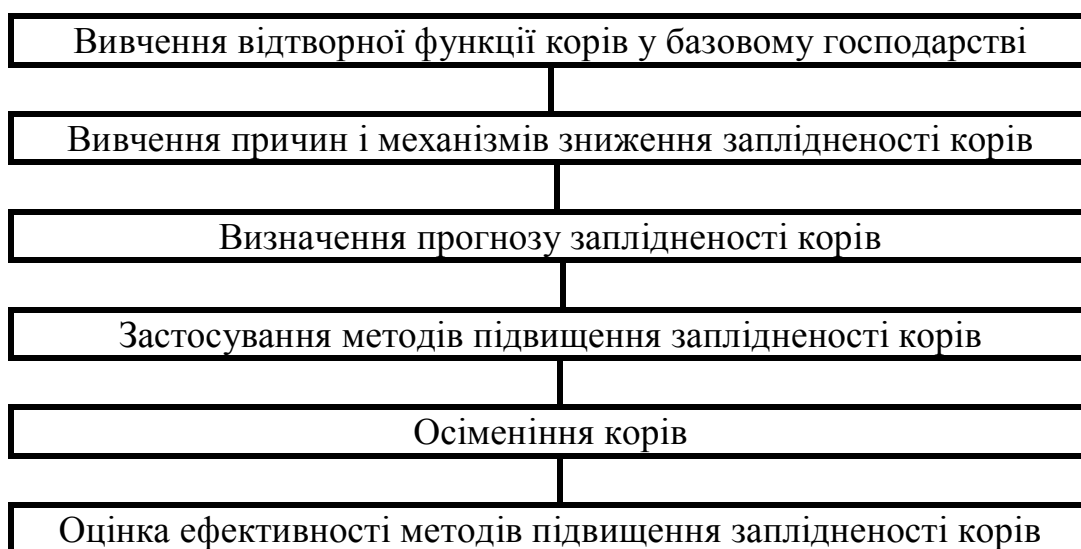 Вивчення відтворної функції корів у базовому господарстві
Вивчення причин і механізмів зниження заплідненості корів
Визначення прогнозу заплідненості корів
Застосування методів підвищення заплідненості корів
Осіменіння корів
Оцінка ефективності методів підвищення заплідненості корів